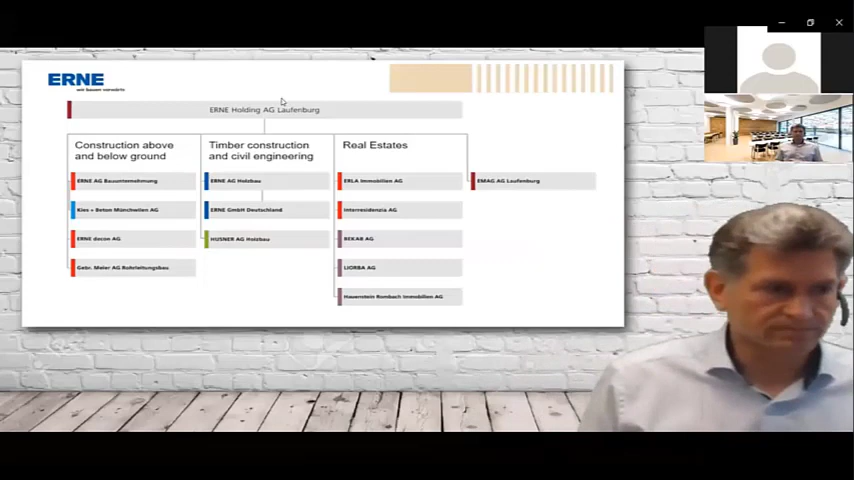 ERNE
wir bauen vorwärts
ERNE Holding AG Laufenburg
Construction above
and below ground
Timber construction
and civil engineering
Real Estates
ERNE AG Bauunternehmung
ERNE AG Holzbau
ERLA Immobilien AG
EMAG AG Laufenburg
Kies + Beton Münchwilen AG
ERNE GmbH Deutschland
Interresidenzia AG
ERNE decon AG
HUSNER AG Holzbau
REKAB AG
Gebr. Meier AG Rohrleitungsbau
LIORBA AG
Hauenstein Rombach Immobilien AG